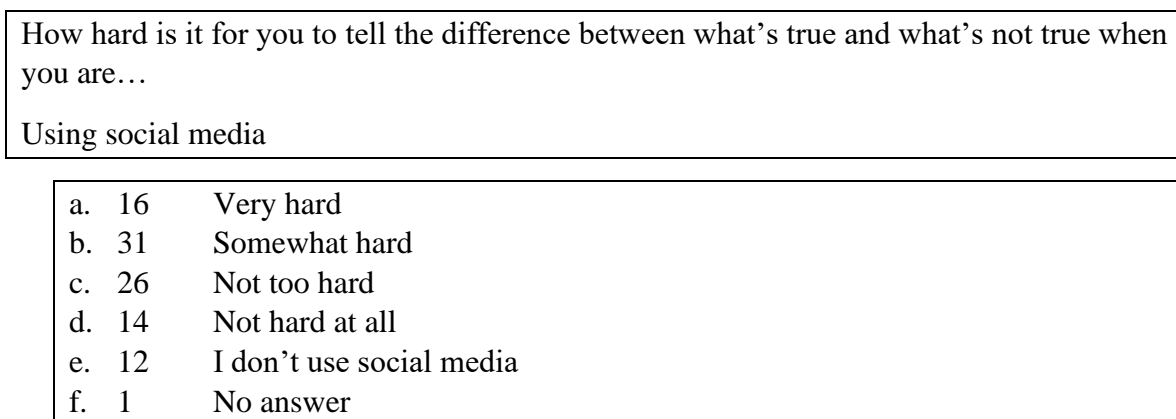 How hard is it for you to tell the difference between what’s true and what’s not true when
you are…
Using social media
a. 16 Very hard
b. 31 Somewhat hard
c. 26 Not too hard
d. 14 Not hard at all
e. 12 I don’t use social media
f. 1 No answer